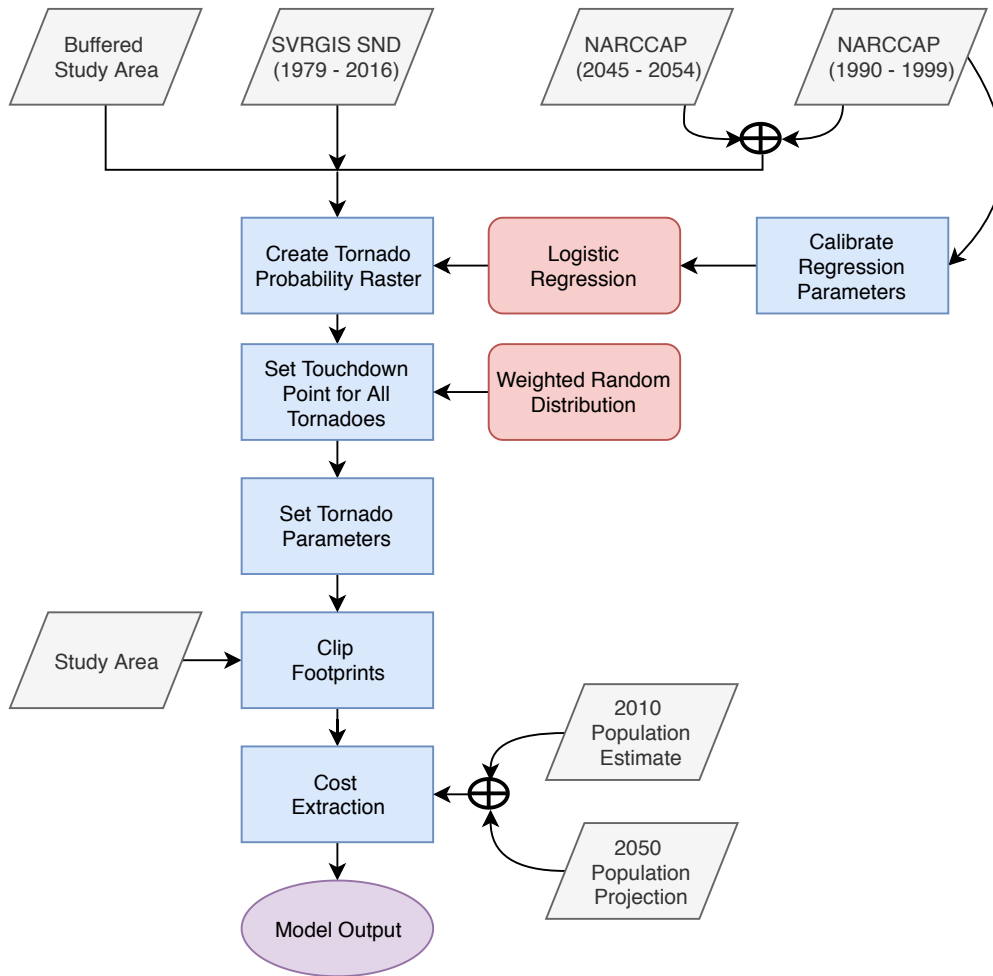 Buffered
Study Area
SVRGIS SND
(1979 - 2016)
NARCCAP
(2045 - 2054)
NARCCAP
(1990 - 1999)
Create Tornado
Probability Raster
Logistic
Regression
Calibrate
Regression
Parameters
Set Touchdown
Point for All
Tornadoes
Weighted Random
Distribution
Set Tornado
Parameters
Study Area
Clip
Footprints
2010
Population
Estimate
Cost
Extraction
2050
Population
Projection
Model Output